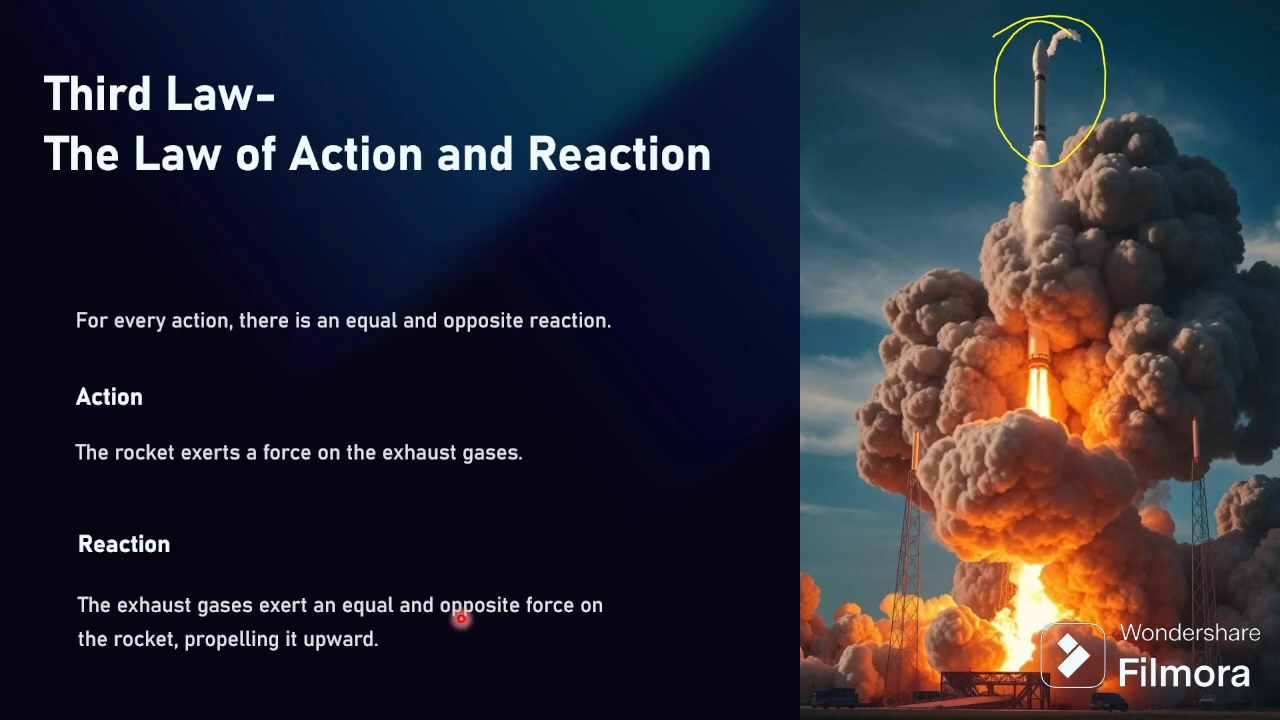 Third Law-
The Law of Action and Reaction
For every action, there is an equal and opposite reaction.
Action
The rocket exerts a force on the exhaust gases.
Reaction
The exhaust gases exert an equal and opposite force on
the rocket, propelling it upward.
Wondershare
Filmora